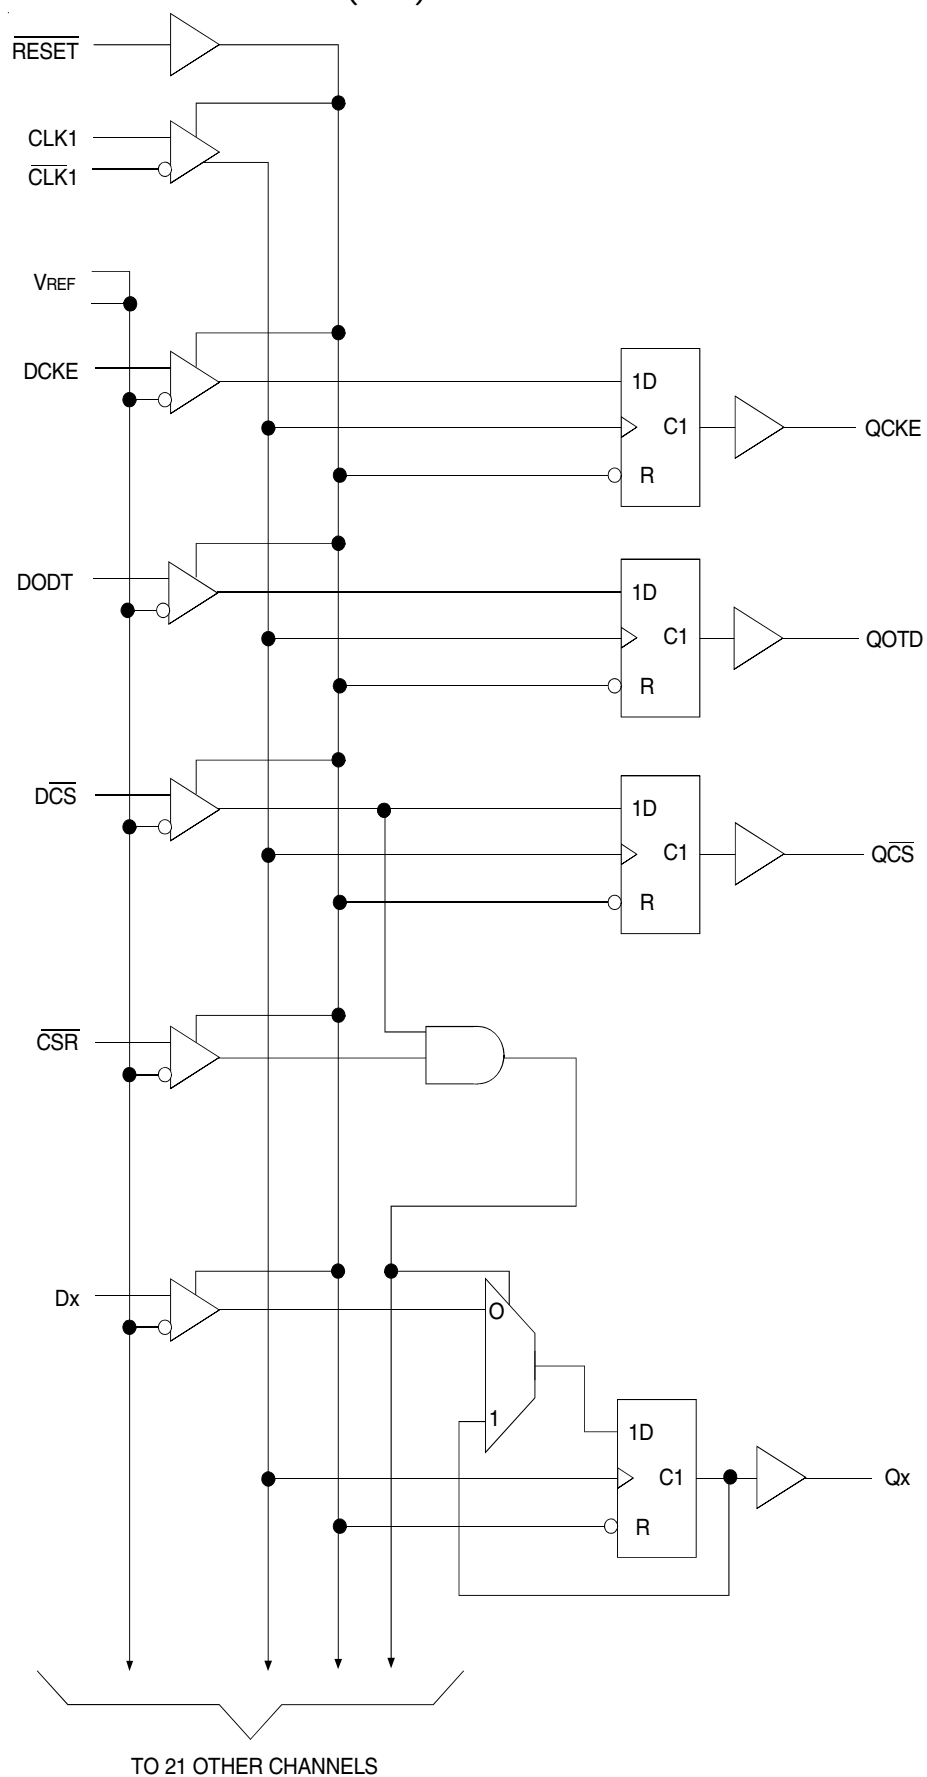 RESET
CLK1
CLK1
VREF
DCKE
1D
C1
R
QCKE
DODT
1D
C1
R
QOTD
DCS
1D
C1
R
QCS
CSR
Dx
O
1
1D
C1
R
Qx
TO 21 OTHER CHANNELS